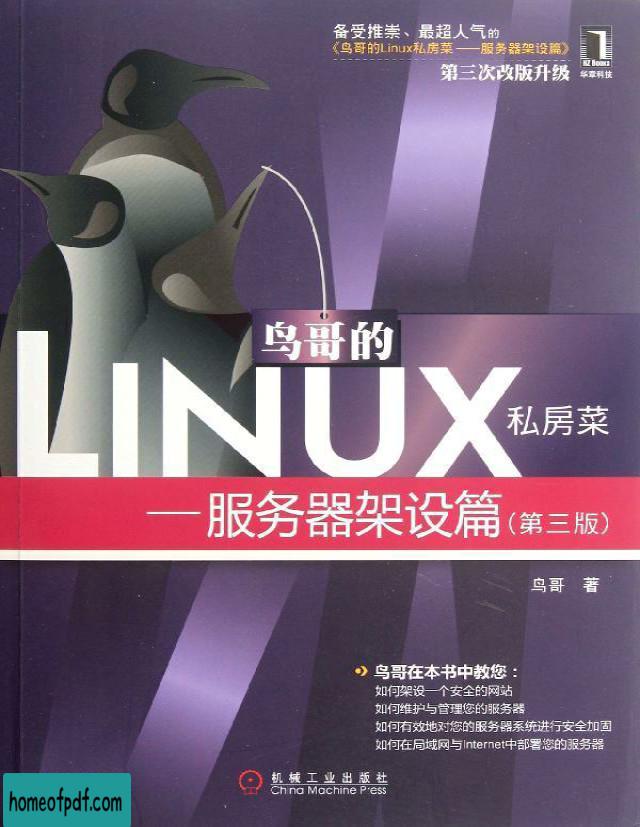 备受推崇、最超人气的
《鸟哥的Linux私房菜——服务器架设篇》
第三次改版升级
HZ Books
华章科技
鸟哥的
LINUX 私房菜
—服务器架设篇(第三版)
鸟哥 著
鸟哥在本书中教您：
如何架设一个安全的网站
如何维护与管理您的服务器
如何有效地对您的服务器系统进行安全加固
如何在局域网与Internet中部署您的服务器
机械工业出版社
China Machine Press
homeofpdf.com